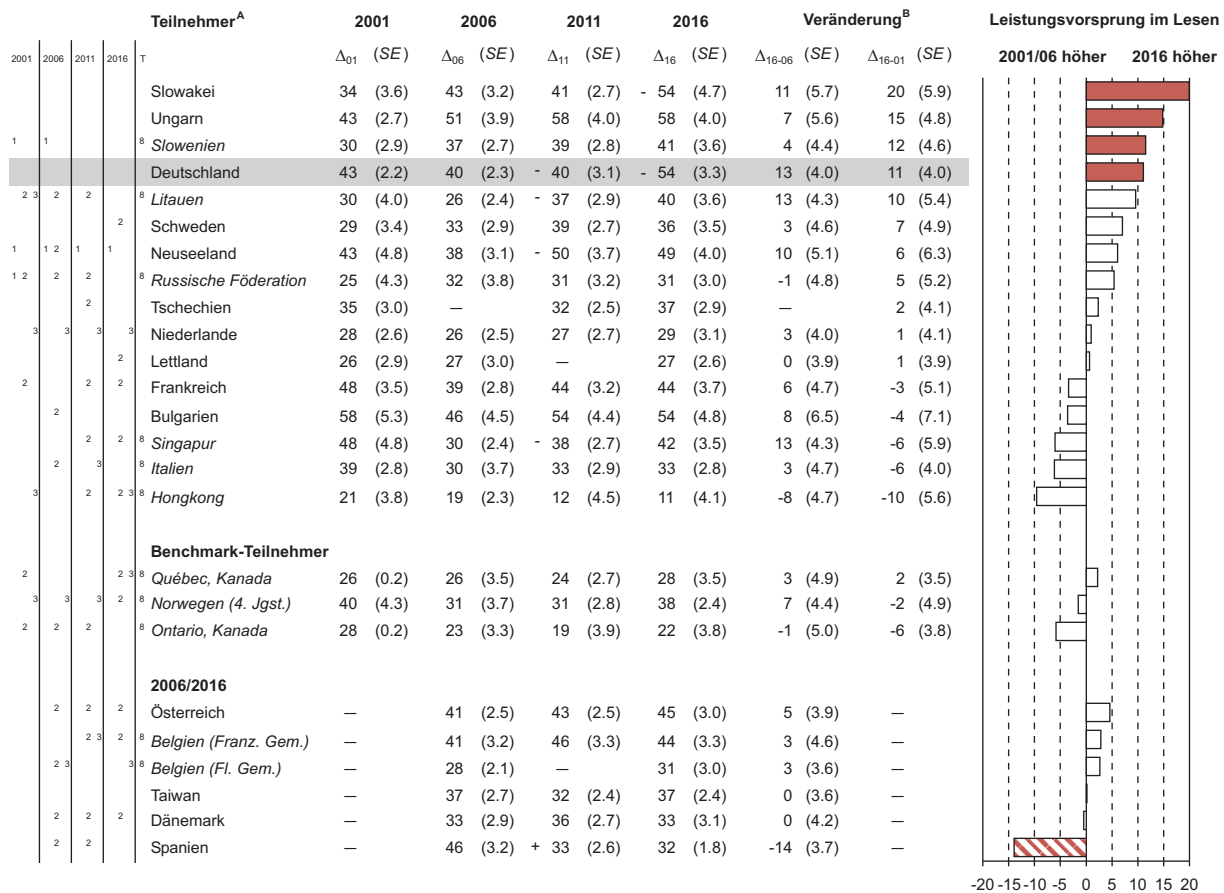 Teilnehmer^A 2001 2006 2011 2016 Veränderung^B Leistungsvorsprung im Lesen
2001 2006 2011 2016 T Δ01 (SE) Δ06 (SE) Δ11 (SE) Δ16 (SE) Δ16-06 (SE) Δ16-01 (SE) 2001/06 höher 2016 höher
Slowakei 34 (3.6) 43 (3.2) 41 (2.7) - 54 (4.7) 11 (5.7) 20 (5.9)
Ungarn 43 (2.7) 51 (3.9) 58 (4.0) 58 (4.0) 7 (5.6) 15 (4.8)
1 1 8 Slowenien 30 (2.9) 37 (2.7) 39 (2.8) 41 (3.6) 4 (4.4) 12 (4.6)
Deutschland 43 (2.2) 40 (2.3) - 40 (3.1) - 54 (3.3) 13 (4.0) 11 (4.0)
2 3 2 2 8 Litauen 30 (4.0) 26 (2.4) - 37 (2.9) 40 (3.6) 13 (4.3) 10 (5.4)
2 Schweden 29 (3.4) 33 (2.9) 39 (2.7) 36 (3.5) 3 (4.6) 7 (4.9)
1 1 2 1 1 Neuseeland 43 (4.8) 38 (3.1) - 50 (3.7) 49 (4.0) 10 (5.1) 6 (6.3)
1 2 2 2 8 Russische Föderation 25 (4.3) 32 (3.8) 31 (3.2) 31 (3.0) -1 (4.8) 5 (5.2)
2 Tschechien 35 (3.0) — 32 (2.5) 37 (2.9) — 2 (4.1)
3 3 3 3 Niederlande 28 (2.6) 26 (2.5) 27 (2.7) 29 (3.1) 3 (4.0) 1 (4.1)
2 Lettland 26 (2.9) 27 (3.0) — 27 (2.6) 0 (3.9) 1 (3.9)
2 2 2 Frankreich 48 (3.5) 39 (2.8) 44 (3.2) 44 (3.7) 6 (4.7) -3 (5.1)
2 Bulgarien 58 (5.3) 46 (4.5) 54 (4.4) 54 (4.8) 8 (6.5) -4 (7.1)
2 2 8 Singapur 48 (4.8) 30 (2.4) - 38 (2.7) 42 (3.5) 13 (4.3) -6 (5.9)
2 3 8 Italien 39 (2.8) 30 (3.7) 33 (2.9) 33 (2.8) 3 (4.7) -6 (4.0)
3 2 2 3 8 Hongkong 21 (3.8) 19 (2.3) 12 (4.5) 11 (4.1) -8 (4.7) -10 (5.6)
Benchmark-Teilnehmer
2 2 3 8 Québec, Kanada 26 (0.2) 26 (3.5) 24 (2.7) 28 (3.5) 3 (4.9) 2 (3.5)
3 3 3 2 8 Norwegen (4. Jgst.) 40 (4.3) 31 (3.7) 31 (2.8) 38 (2.4) 7 (4.4) -2 (4.9)
2 2 2 8 Ontario, Kanada 28 (0.2) 23 (3.3) 19 (3.9) 22 (3.8) -1 (5.0) -6 (3.8)
2006/2016
2 2 2 Österreich — 41 (2.5) 43 (2.5) 45 (3.0) 5 (3.9) —
2 3 2 8 Belgien (Franz. Gem.) — 41 (3.2) 46 (3.3) 44 (3.3) 3 (4.6) —
2 3 3 8 Belgien (Fl. Gem.) — 28 (2.1) — 31 (3.0) 3 (3.6) —
Taiwan — 37 (2.7) 32 (2.4) 37 (2.4) 0 (3.6) —
2 2 2 Dänemark — 33 (2.9) 36 (2.7) 33 (3.1) 0 (4.2) —
2 2 Spanien — 46 (3.2) + 33 (2.6) 32 (1.8) -14 (3.7) —
-20 -15 -10 -5 0 5 10 15 20